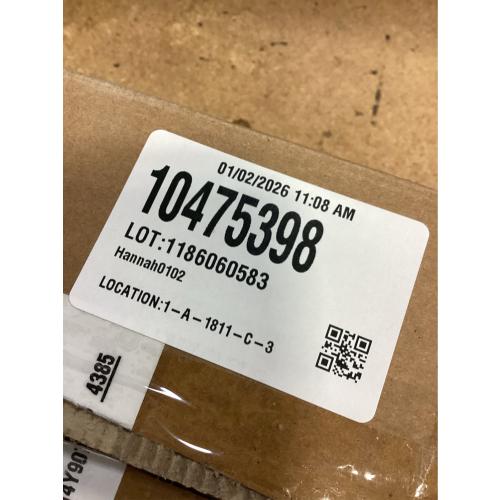 01/02/2026 11:08 AM
10475398
LOT:1186060583
Hannah0102
LOCATION:1-A-1811-C-3
4385